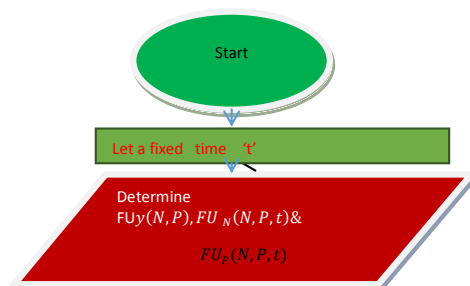 Start
Let a fixed time ‘t’
Determine
FUy(N, P), FU_N(N, P, t)&
FU_P(N, P, t)